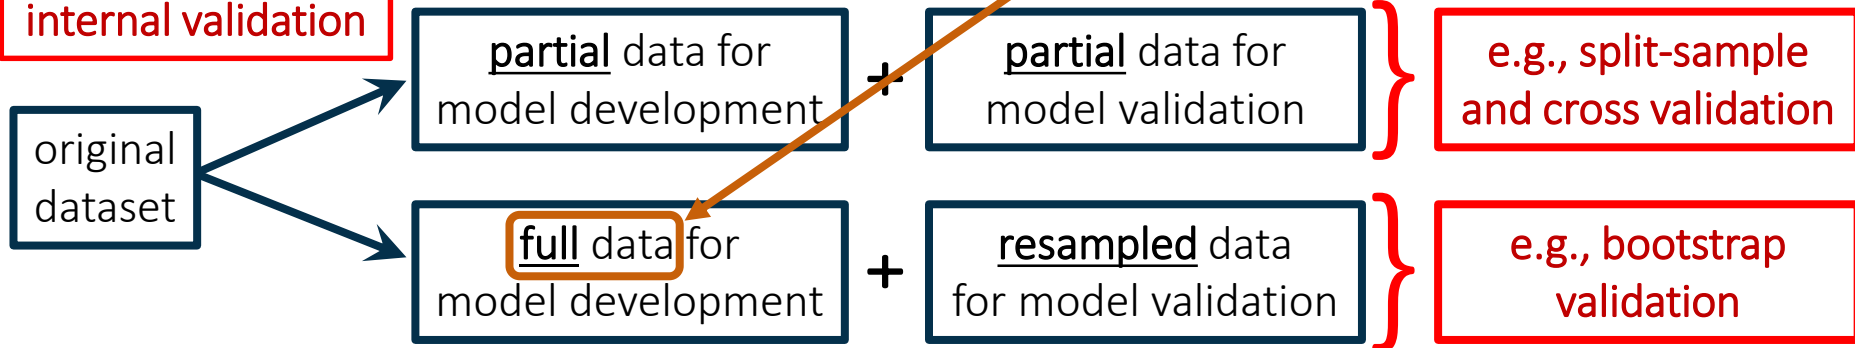 internal validation
original
dataset
partial data for
model development
+
partial data for
model validation
e.g., split-sample
and cross validation
full data for
model development
+
resampled data
for model validation
e.g., bootstrap
validation